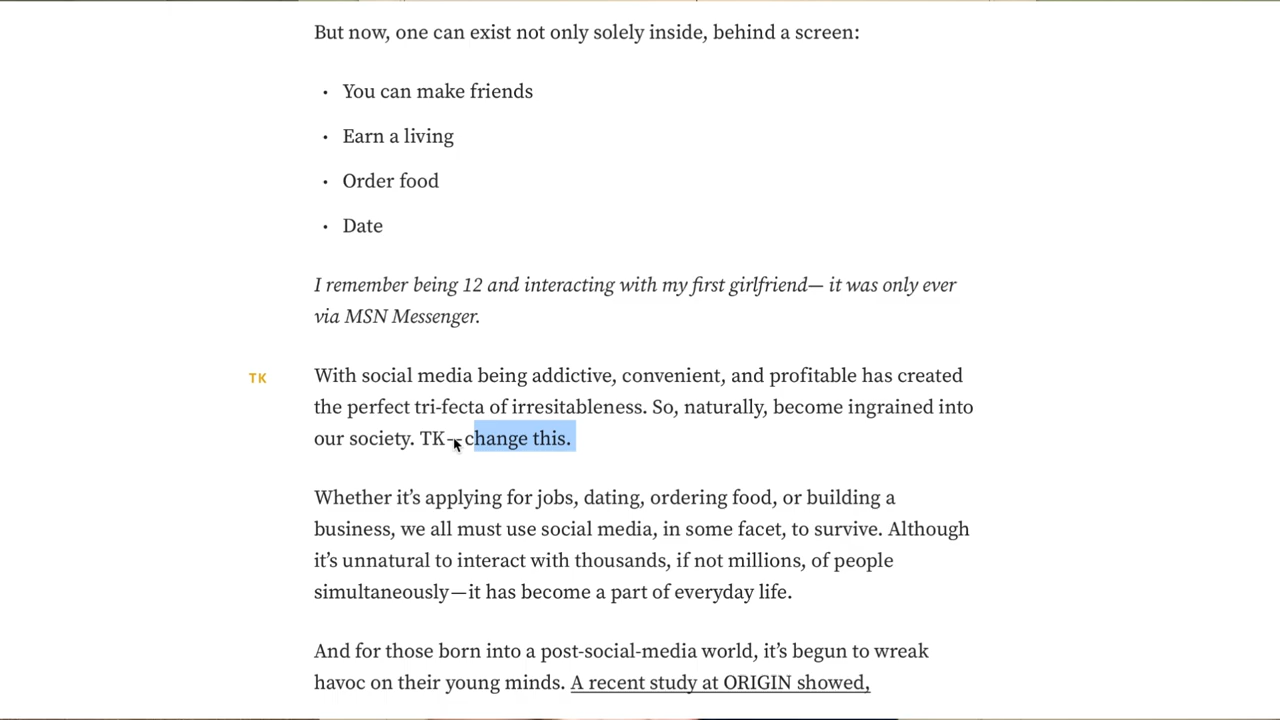 But now, one can exist not only solely inside, behind a screen:
• You can make friends
• Earn a living
• Order food
• Date
I remember being 12 and interacting with my first girlfriend— it was only ever
via MSN Messenger.
TK
With social media being addictive, convenient, and profitable has created
the perfect tri-fecta of irresitableness. So, naturally, become ingrained into
our society. TK--change this.
Whether it’s applying for jobs, dating, ordering food, or building a
business, we all must use social media, in some facet, to survive. Although
it’s unnatural to interact with thousands, if not millions, of people
simultaneously—it has become a part of everyday life.
And for those born into a post-social-media world, it’s begun to wreak
havoc on their young minds. A recent study at ORIGIN showed,